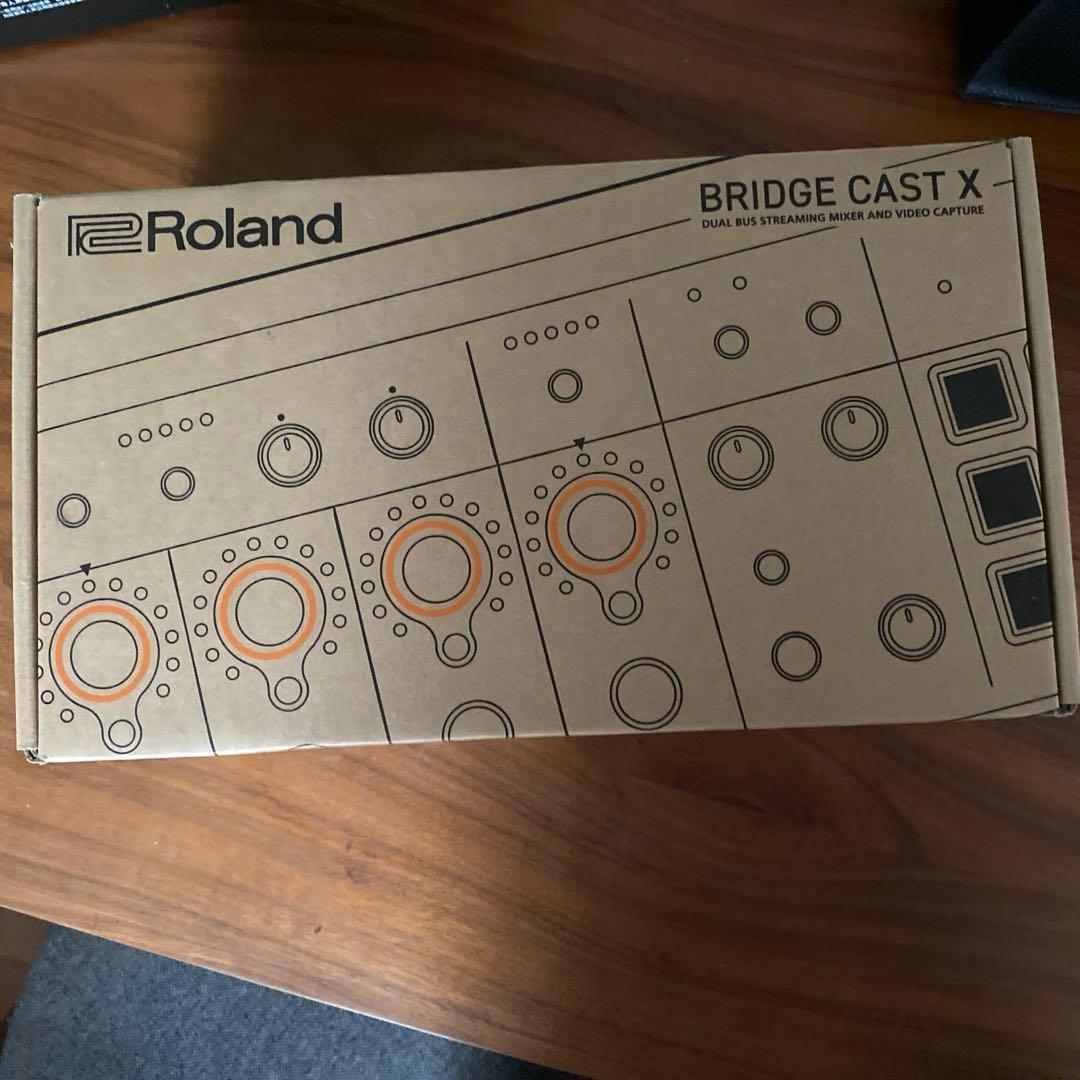 Roland
BRIDGE CAST X
DUAL BUS STREAMING MIXER AND VIDEO CAPTURE